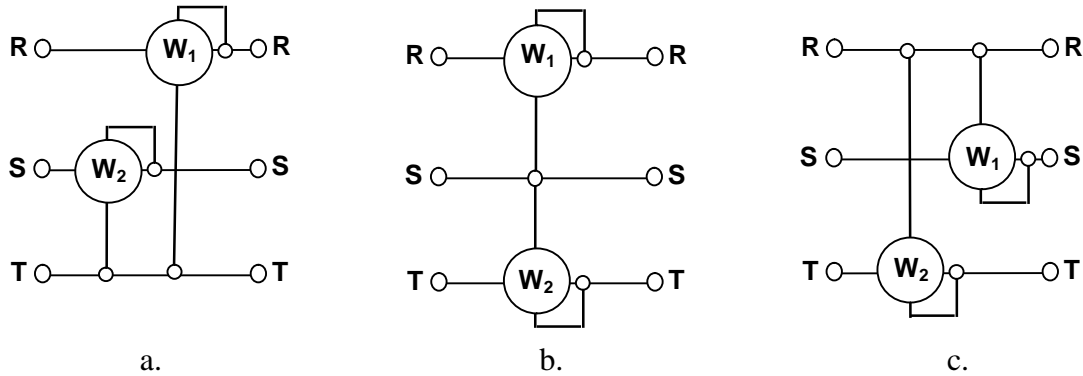 R W₁ R
S W₂ S
T T
a.
R W₁ R
S S
T W₂ T
b.
R R
S W₁ S
T W₂ T
c.